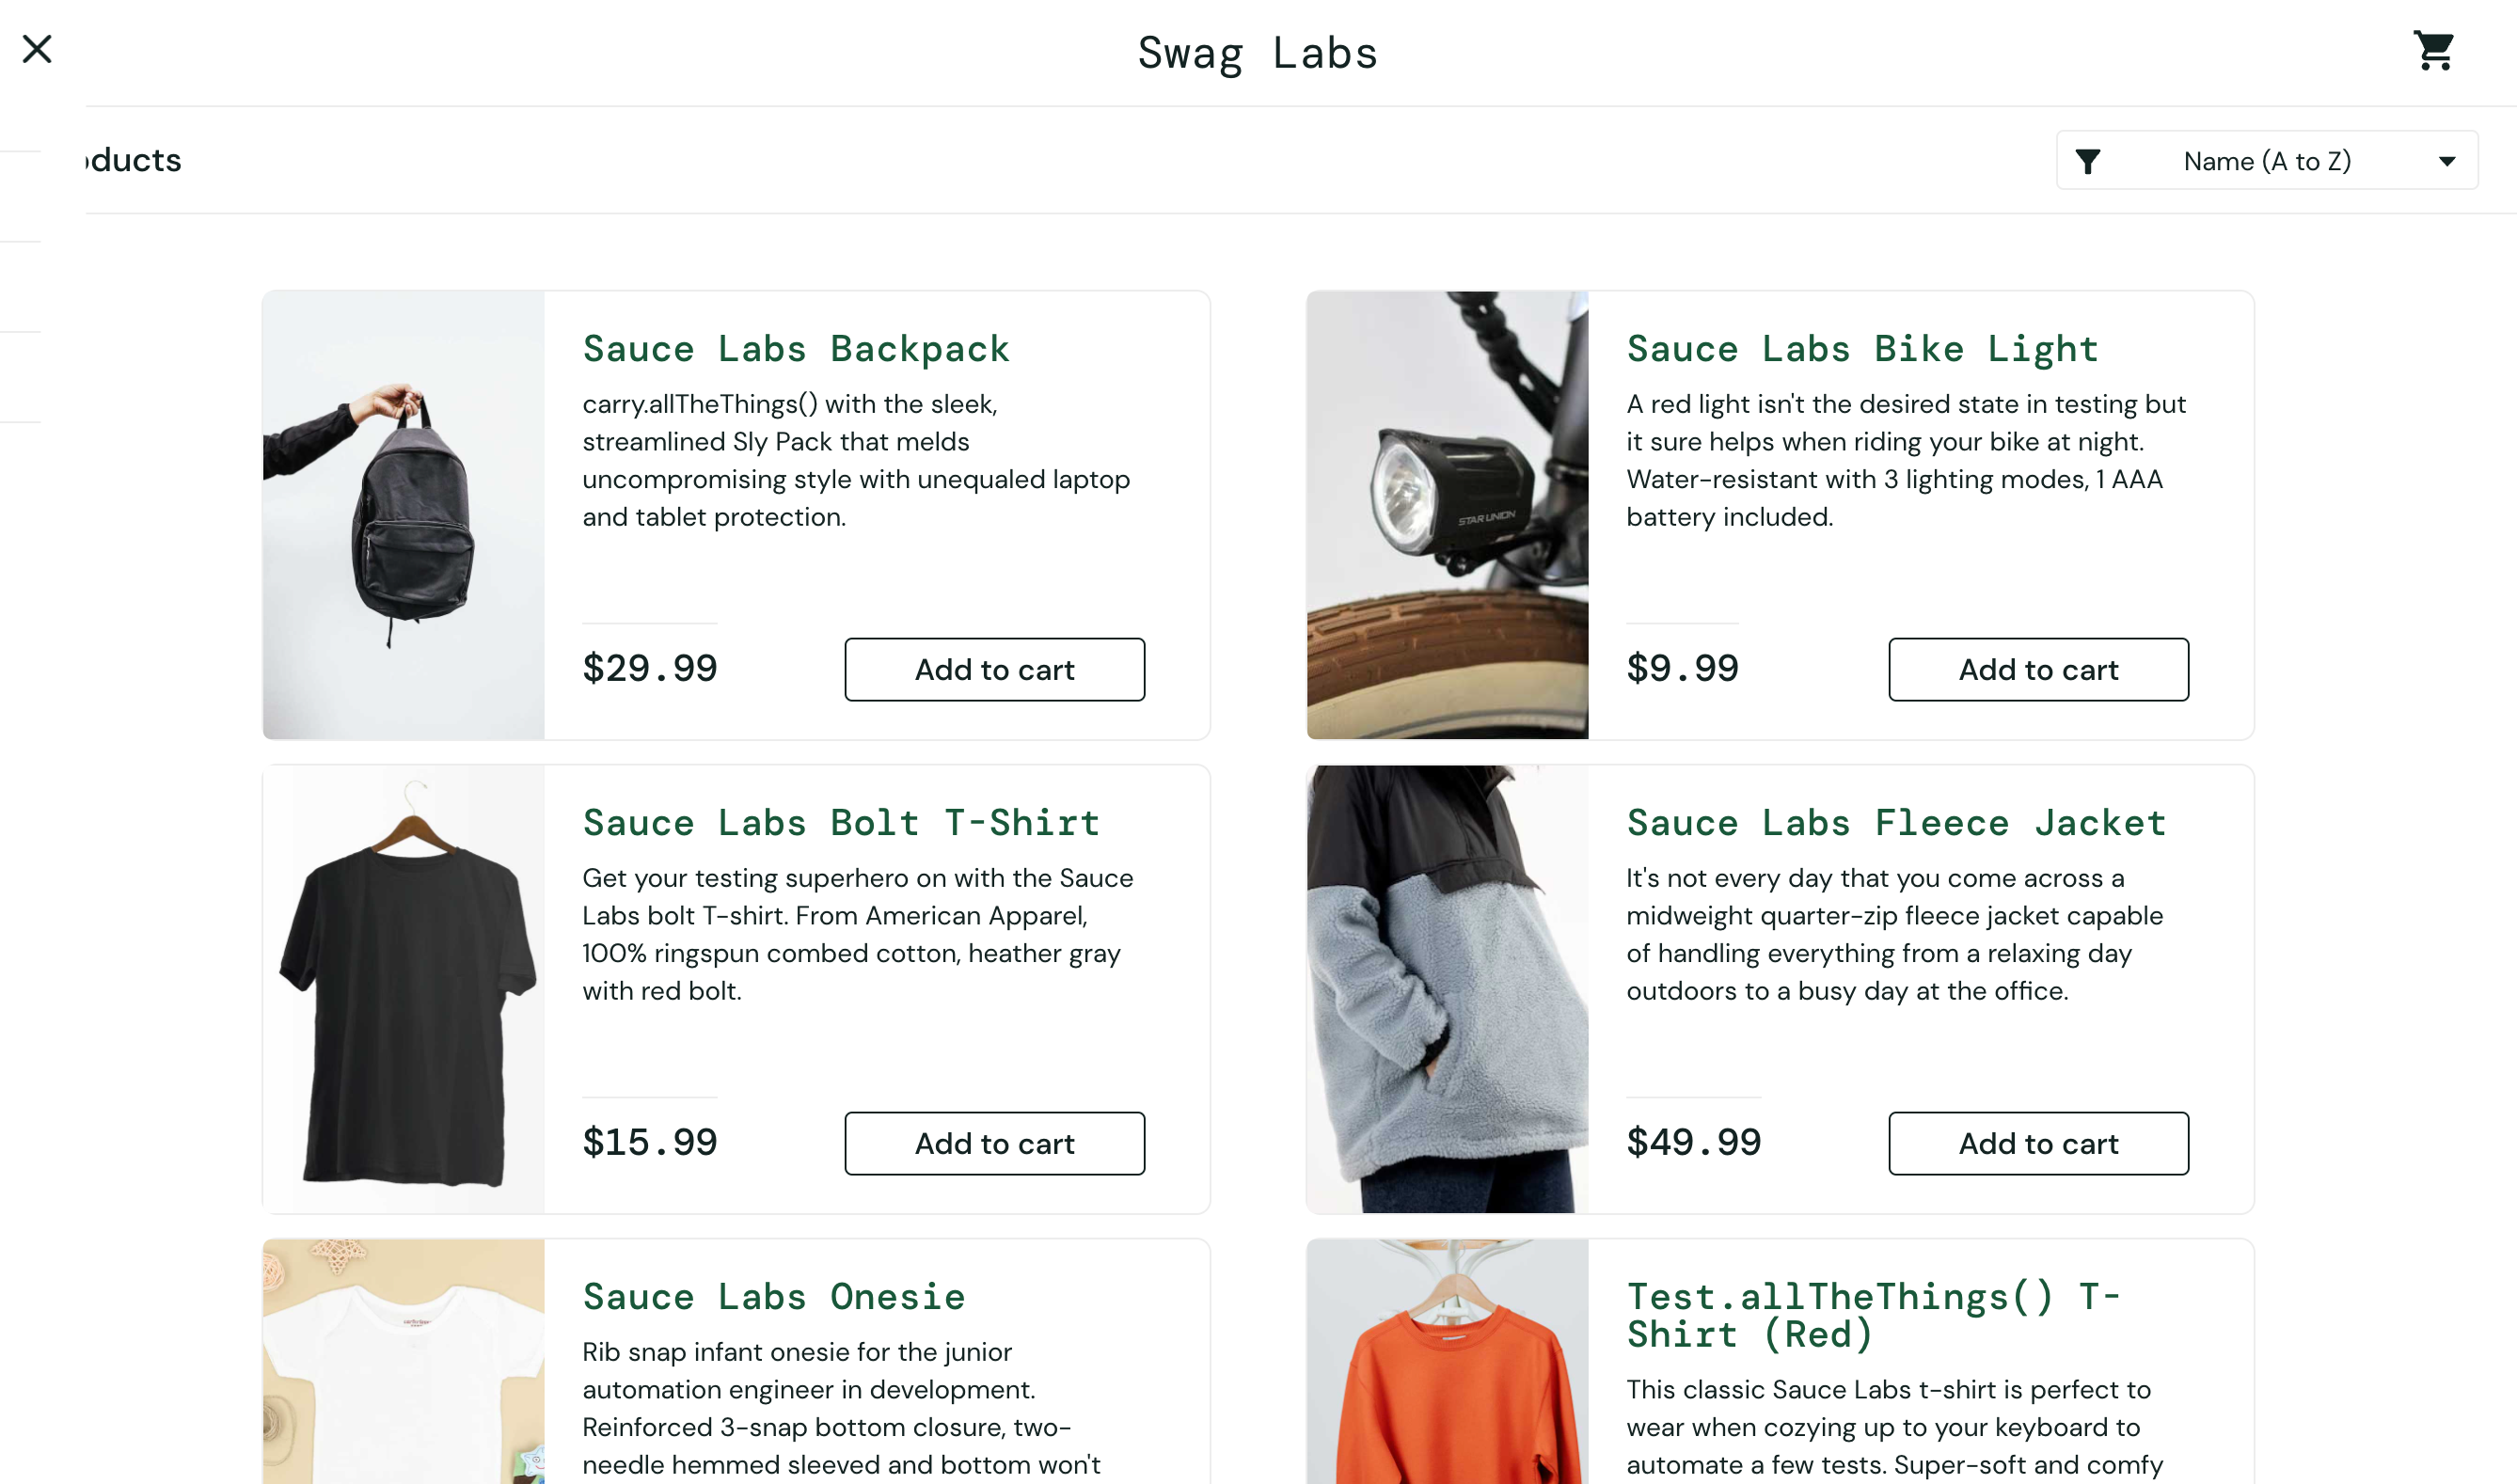 Swag Labs
oducts
Name (A to Z)
Sauce Labs Backpack
carry.allTheThings() with the sleek,
streamlined Sly Pack that melds
uncompromising style with unequaled laptop
and tablet protection.
$29.99
Add to cart
Sauce Labs Bike Light
A red light isn't the desired state in testing but
it sure helps when riding your bike at night.
Water-resistant with 3 lighting modes, 1 AAA
battery included.
STAR UNION
$9.99
Add to cart
Sauce Labs Bolt T-Shirt
Get your testing superhero on with the Sauce
Labs bolt T-shirt. From American Apparel,
100% ringspun combed cotton, heather gray
with red bolt.
$15.99
Add to cart
Sauce Labs Fleece Jacket
It's not every day that you come across a
midweight quarter-zip fleece jacket capable
of handling everything from a relaxing day
outdoors to a busy day at the office.
$49.99
Add to cart
Sauce Labs Onesie
Rib snap infant onesie for the junior
automation engineer in development.
Reinforced 3-snap bottom closure, two-
needle hemmed sleeved and bottom won't
Test.allTheThings() T-
Shirt (Red)
This classic Sauce Labs t-shirt is perfect to
wear when cozying up to your keyboard to
automate a few tests. Super-soft and comfy